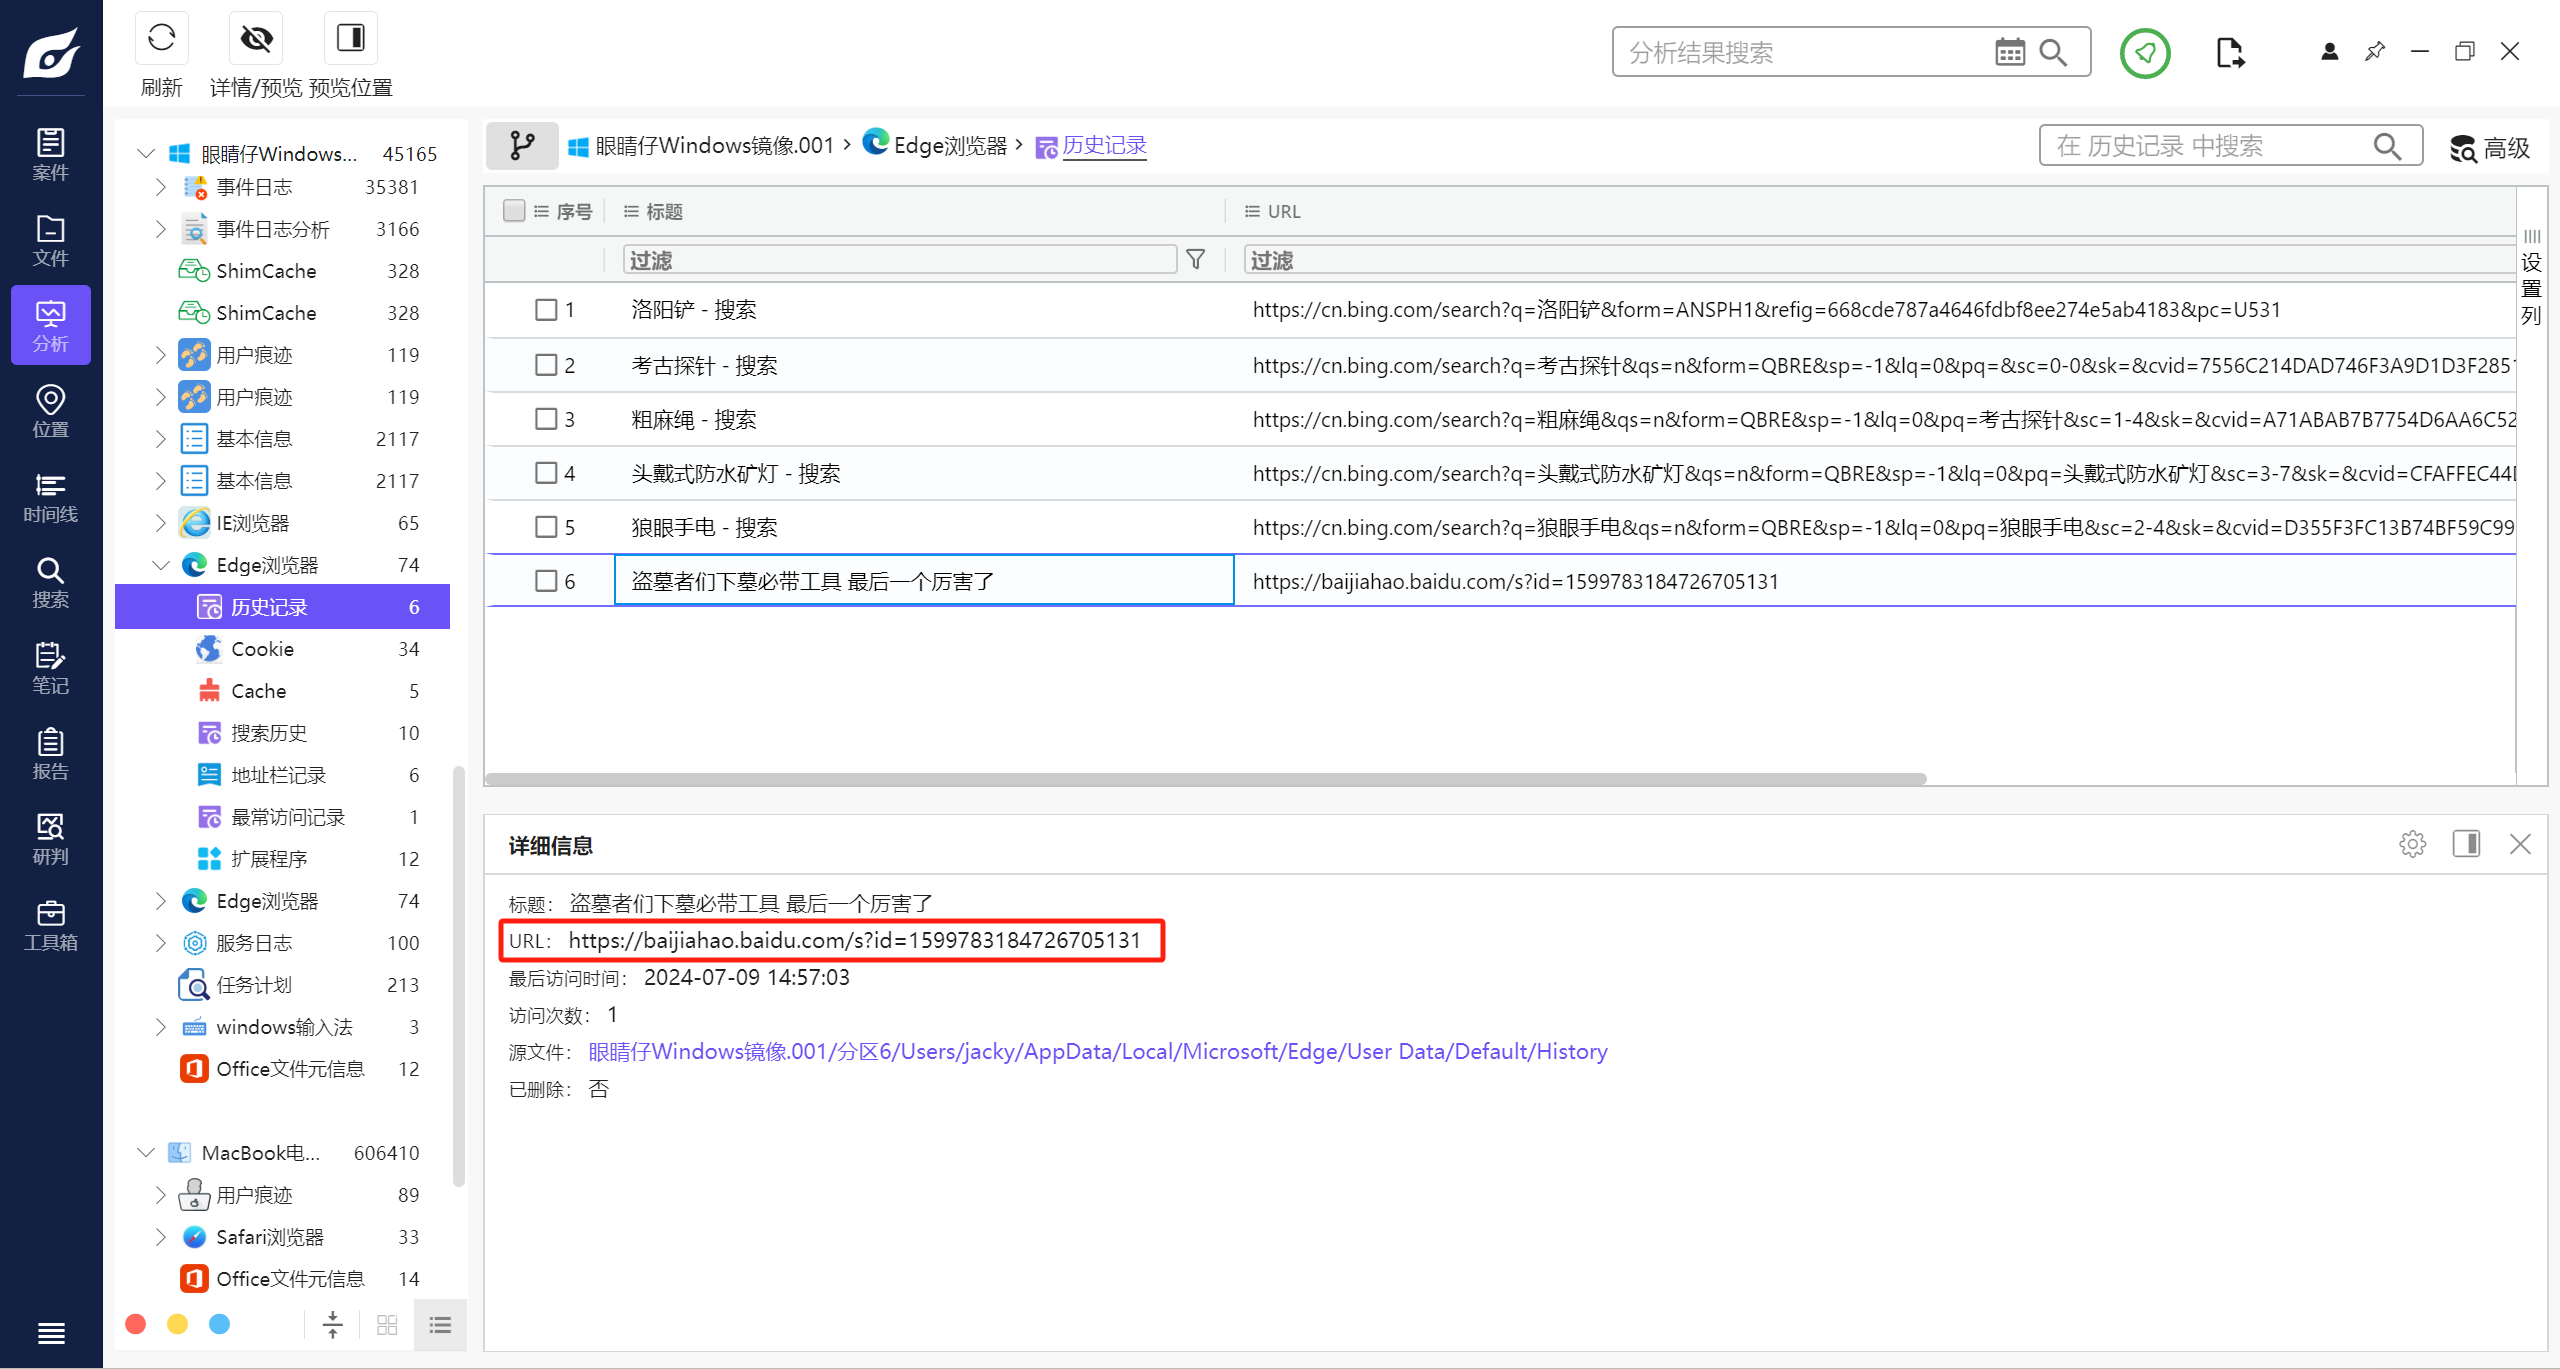 刷新
详情/预览
预览位置
分析结果搜索
案件
文件
分析
位置
时间线
搜索
笔记
报告
研判
工具箱
眼睛仔Windows... 45165
事件日志 35381
事件日志分析 3166
ShimCache 328
ShimCache 328
用户痕迹 119
用户痕迹 119
基本信息 2117
基本信息 2117
IE浏览器 65
Edge浏览器 74
历史记录 6
Cookie 34
Cache 5
搜索历史 10
地址栏记录 6
最常访问记录 1
扩展程序 12
Edge浏览器 74
服务日志 100
任务计划 213
windows输入法 3
Office文件元信息 12
MacBook电... 606410
用户痕迹 89
Safari浏览器 33
Office文件元信息 14
眼睛仔Windows镜像.001 › Edge浏览器 › 历史记录
在 历史记录 中搜索
高级
序号 标题 URL
过滤 过滤
设置列
1 洛阳铲 - 搜索 https://cn.bing.com/search?q=洛阳铲&form=ANSPH1&refig=668cde787a4646fdbf8ee274e5ab4183&pc=U531
2 考古探针 - 搜索 https://cn.bing.com/search?q=考古探针&qs=n&form=QBRE&sp=-1&lq=0&pq=&sc=0-0&sk=&cvid=7556C214DAD746F3A9D1D3F2851
3 粗麻绳 - 搜索 https://cn.bing.com/search?q=粗麻绳&qs=n&form=QBRE&sp=-1&lq=0&pq=考古探针&sc=1-4&sk=&cvid=A71ABAB7B7754D6AA6C52
4 头戴式防水矿灯 - 搜索 https://cn.bing.com/search?q=头戴式防水矿灯&qs=n&form=QBRE&sp=-1&lq=0&pq=头戴式防水矿灯&sc=3-7&sk=&cvid=CFAFFEC44D
5 狼眼手电 - 搜索 https://cn.bing.com/search?q=狼眼手电&qs=n&form=QBRE&sp=-1&lq=0&pq=狼眼手电&sc=2-4&sk=&cvid=D355F3FC13B74BF59C99
6 盗墓者们下墓必带工具 最后一个厉害了 https://baijiahao.baidu.com/s?id=1599783184726705131
详细信息
标题： 盗墓者们下墓必带工具 最后一个厉害了
URL： https://baijiahao.baidu.com/s?id=1599783184726705131
最后访问时间： 2024-07-09 14:57:03
访问次数： 1
源文件： 眼睛仔Windows镜像.001/分区6/Users/jacky/AppData/Local/Microsoft/Edge/User Data/Default/History
已删除： 否